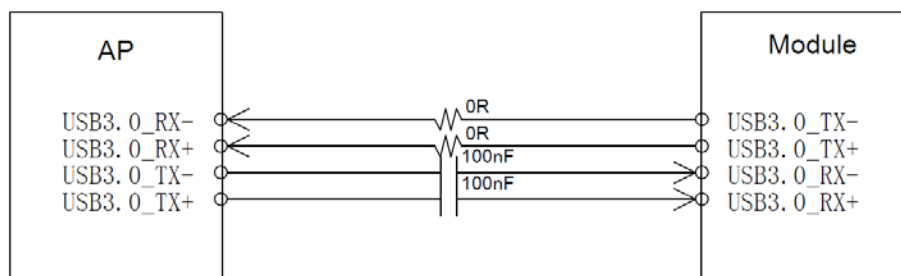 AP
Module
0R
USB3.0_RX-
USB3.0_TX-
0R
USB3.0_RX+
USB3.0_TX+
100nF
USB3.0_TX-
USB3.0_RX-
100nF
USB3.0_TX+
USB3.0_RX+